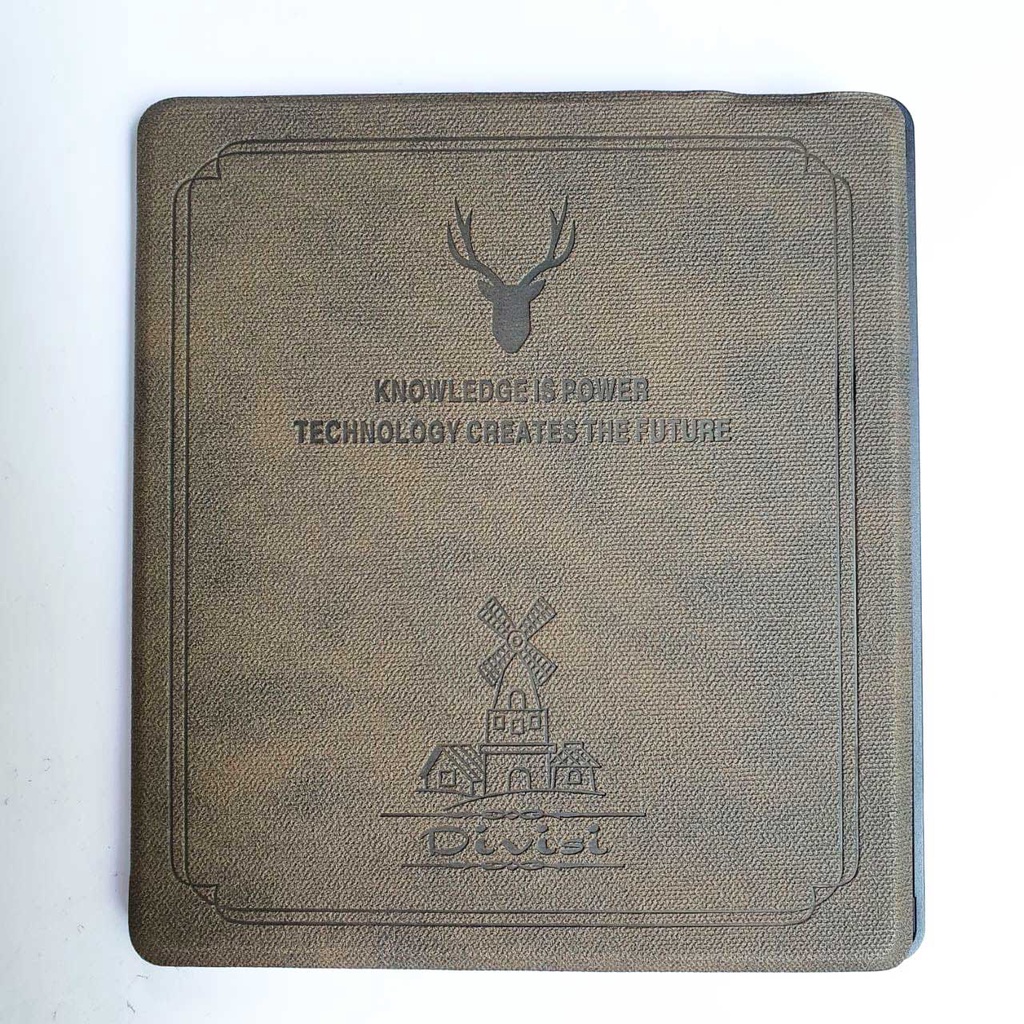 KNOWLEDGE IS POWER
TECHNOLOGY CREATES THE FUTURE
Divisi